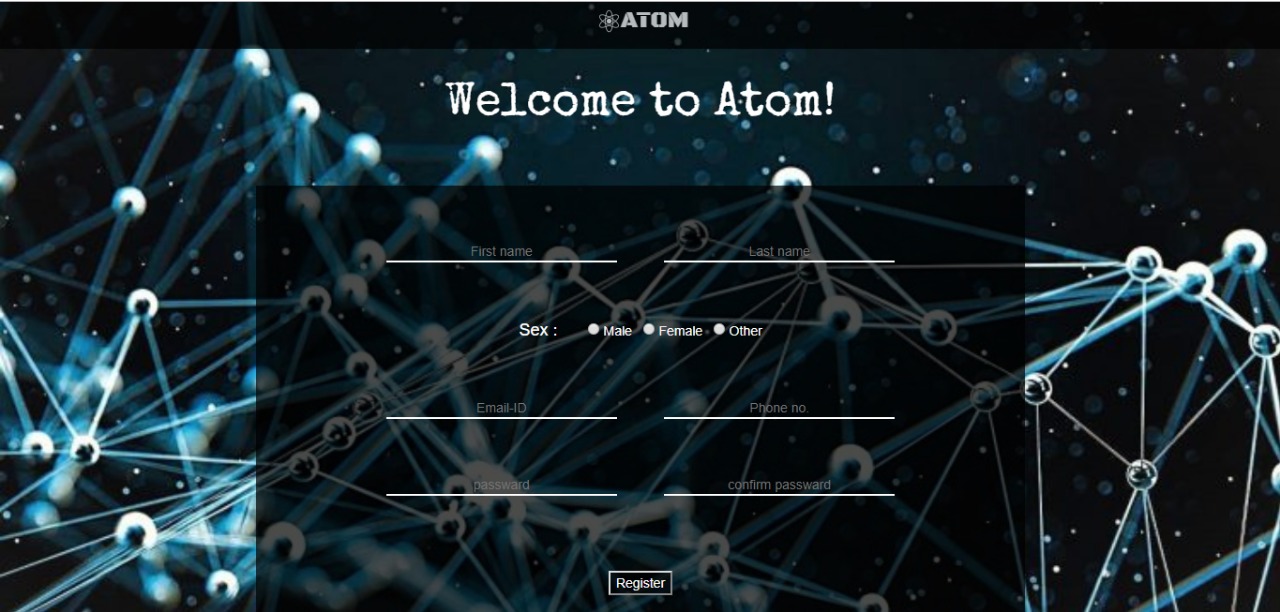 ATOM
Welcome to Atom!
First name Last name
Sex : Male Female Other
Email-ID Phone no.
passward confirm password
Register